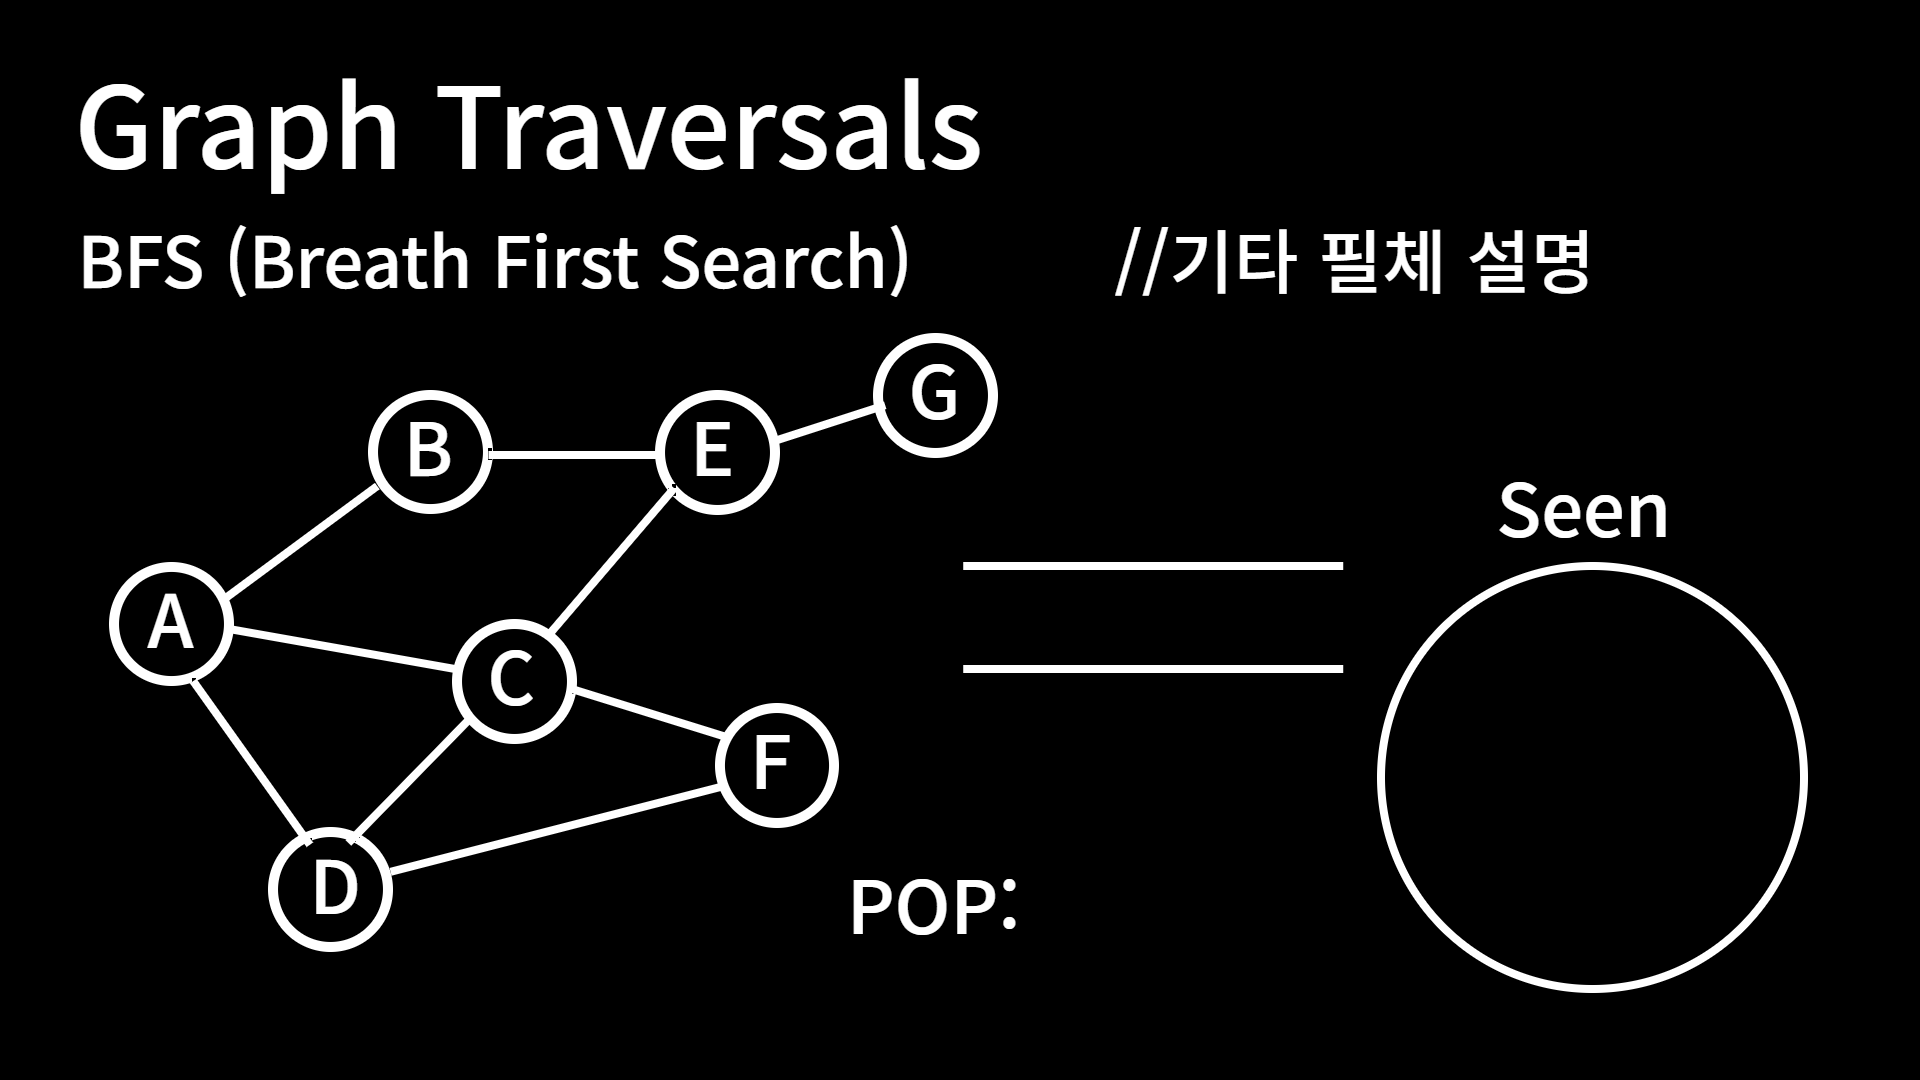 Graph Traversals
BFS (Breath First Search)
//기타 필체 설명
G
B
E
Seen
A
C
F
D
POP: